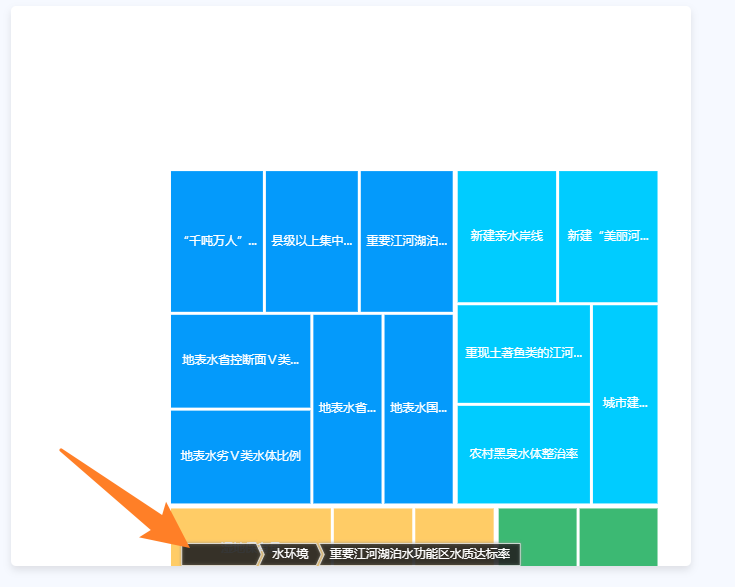 “千吨万人”...
县级以上集中...
重要江河湖泊...
新建亲水岸线
新建“美丽河...
地表水省控断面Ⅴ类...
地表水省...
地表水国...
重现土著鱼类的江河...
城市建...
地表水劣Ⅴ类水体比例
农村黑臭水体整治率
水环境
重要江河湖泊水功能区水质达标率